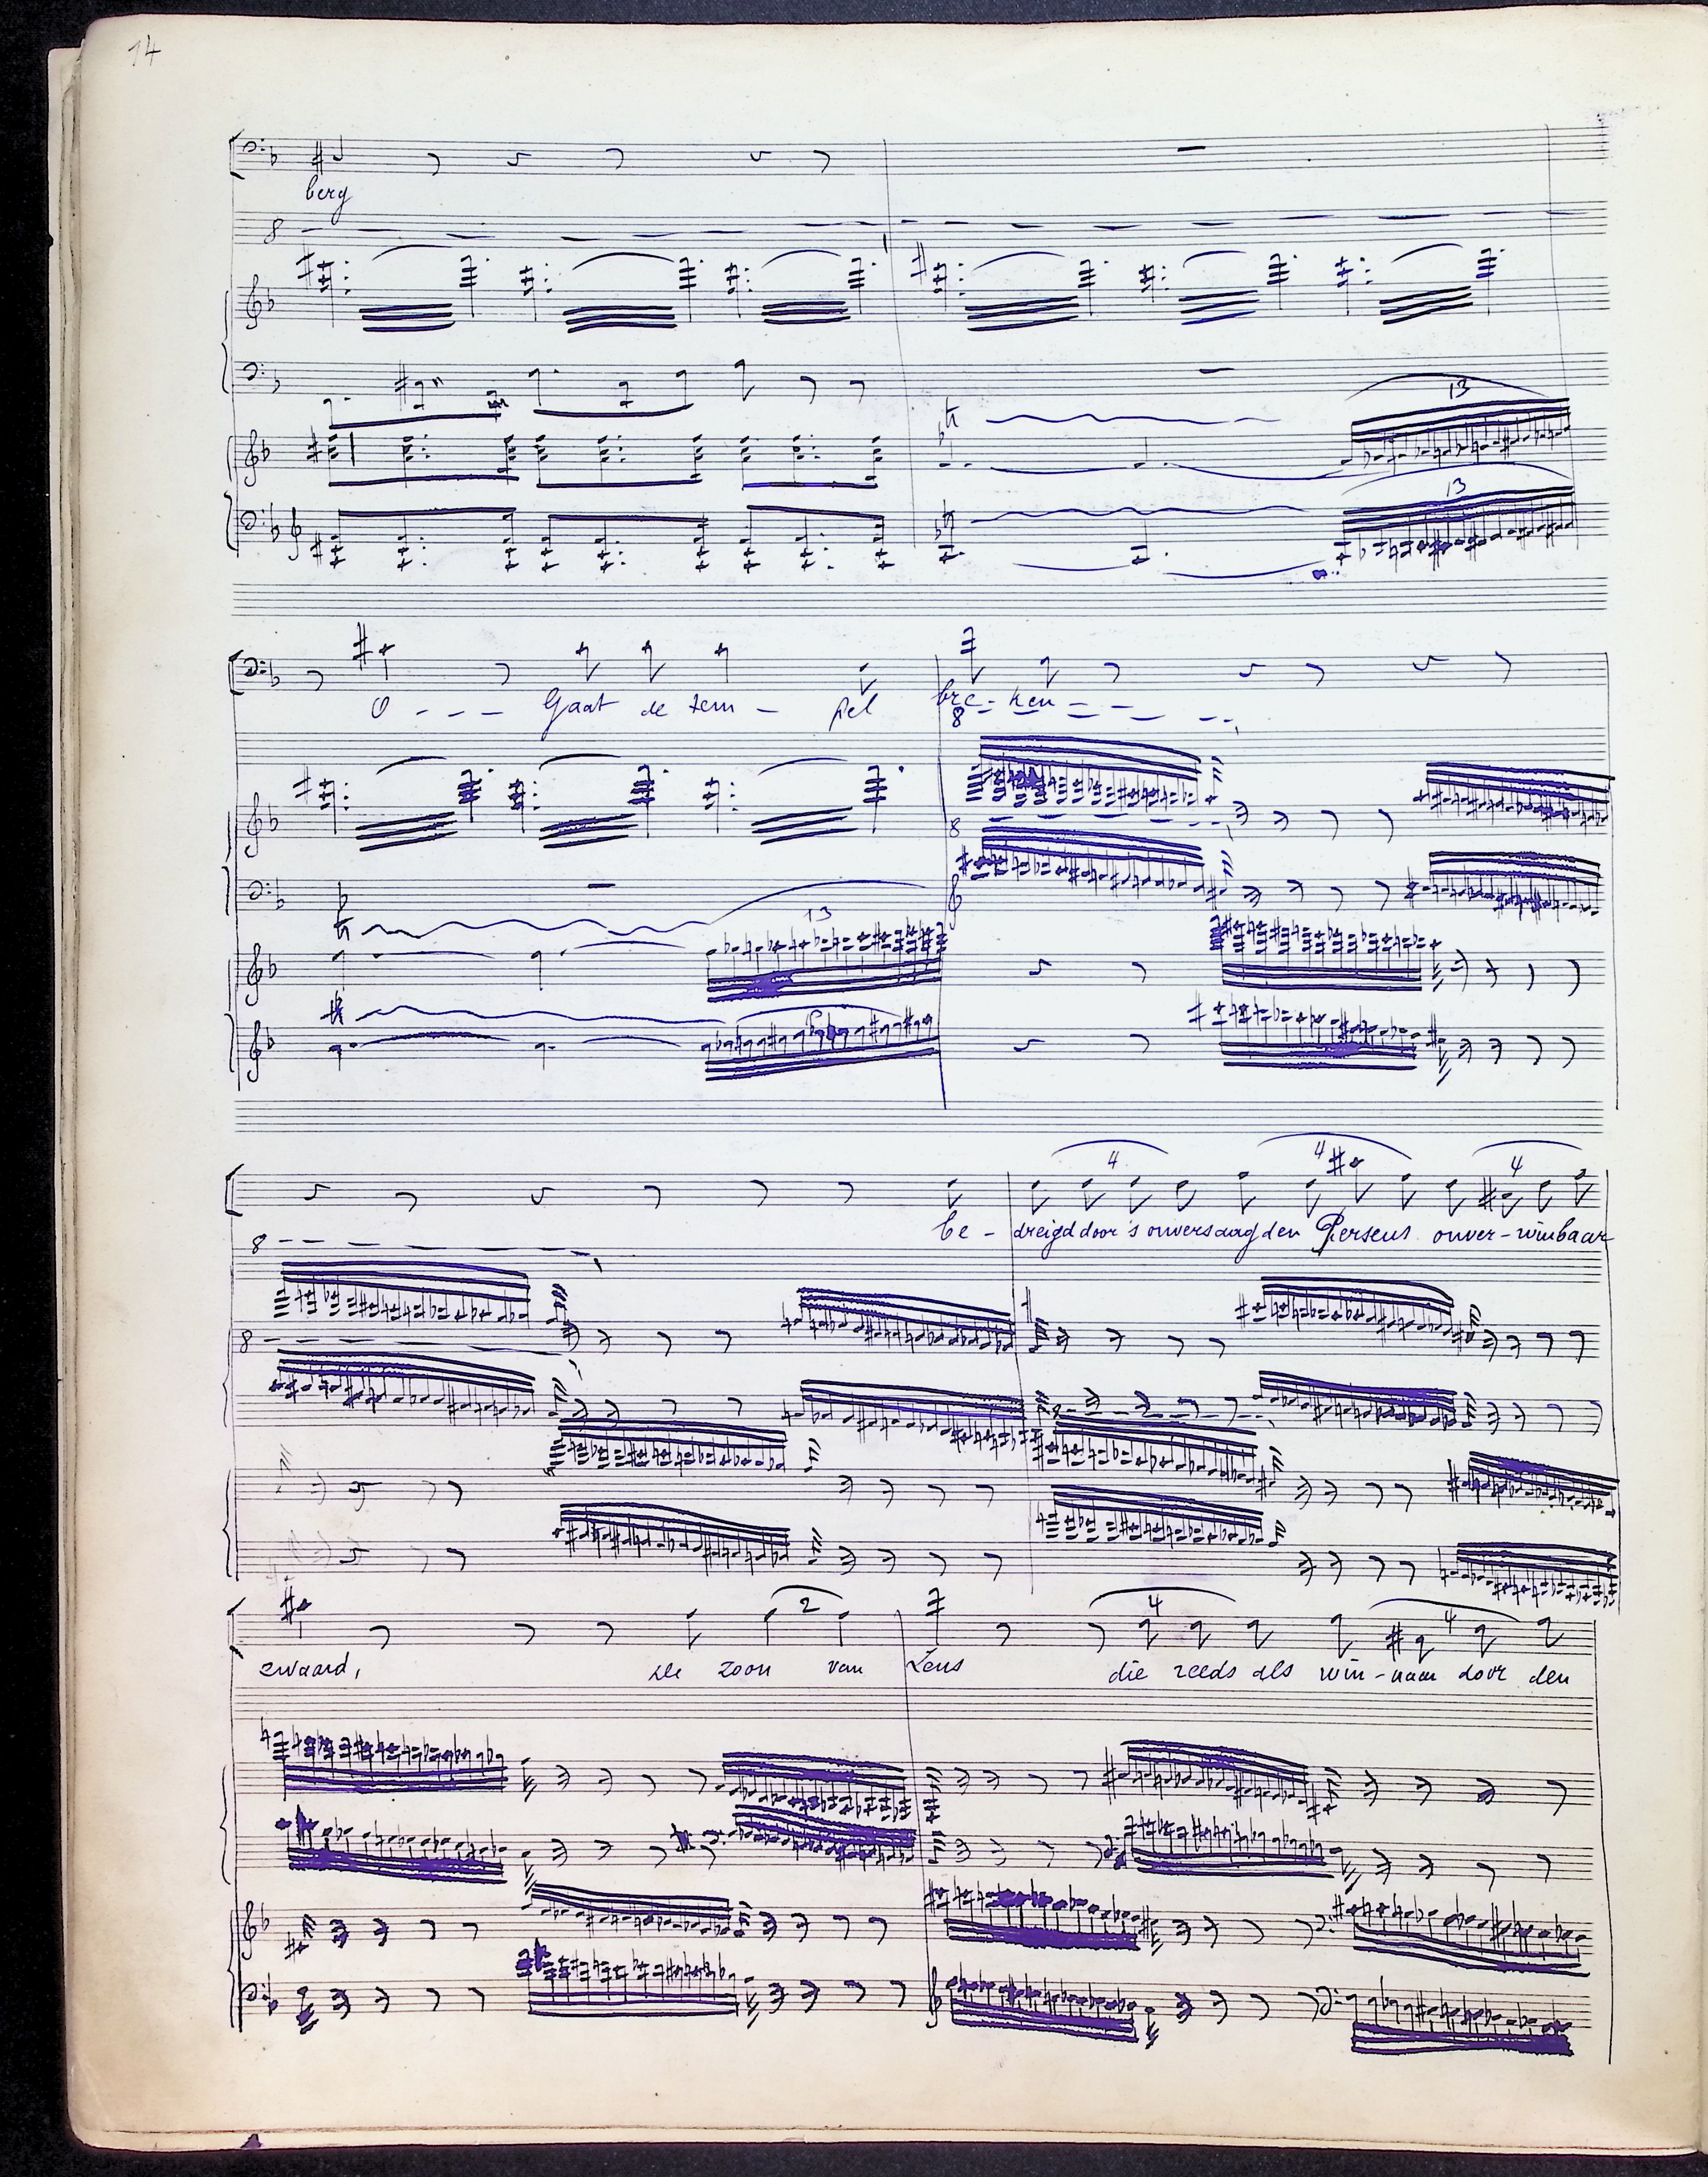 14
berg
8
13
13
O - - - Gaat de tem - pel bre - ken
8
8
13
4 4 4
be - dreigd door 's onversaagden Perseus onver - winbaar
8
8
2 4 4
zwaard, de zoon van Zeus die reeds als win - naar door den